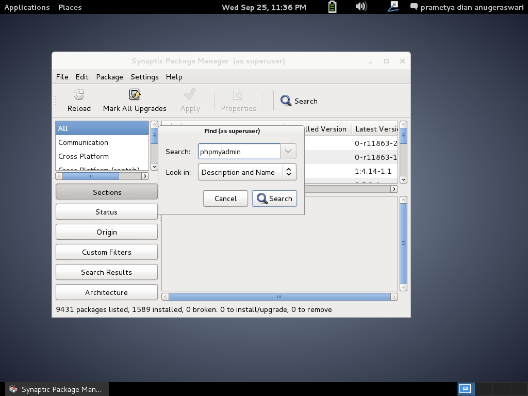 Applications Places Wed Sep 25, 11:36 PM prametya dian anugeraswari
Synaptic Package Manager (as superuser)
File Edit Package Settings Help
Reload Mark All Upgrades Apply Properties Search
All
Communication
Cross Platform
lled Version Latest Versi
0~r11863-2
0~r11863-1
1:4.14-1.1
Find (as superuser)
Search: phpmyadmin
Look in: Description and Name
Cancel Search
Sections
Status
Origin
Custom Filters
Search Results
Architecture
9431 packages listed, 1589 installed, 0 broken. 0 to install/upgrade, 0 to remove
Synaptic Package Man...